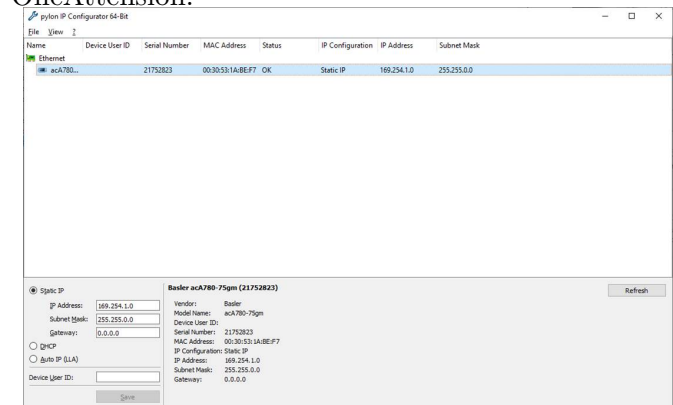 OneAttension.
pylon IP Configurator 64-Bit
File View ?
Name Device User ID Serial Number MAC Address Status IP Configuration IP Address Subnet Mask
Ethernet
acA780... 21752823 00:30:53:1A:BE:F7 OK Static IP 169.254.1.0 255.255.0.0
Static IP
IP Address: 169.254.1.0
Subnet Mask: 255.255.0.0
Gateway: 0.0.0.0
DHCP
Auto IP (LLA)
Device User ID:
Save
Basler acA780-75gm (21752823)
Vendor: Basler
Model Name: acA780-75gm
Device User ID:
Serial Number: 21752823
MAC Address: 00:30:53:1A:BE:F7
IP Configuration: Static IP
IP Address: 169.254.1.0
Subnet Mask: 255.255.0.0
Gateway: 0.0.0.0
Refresh